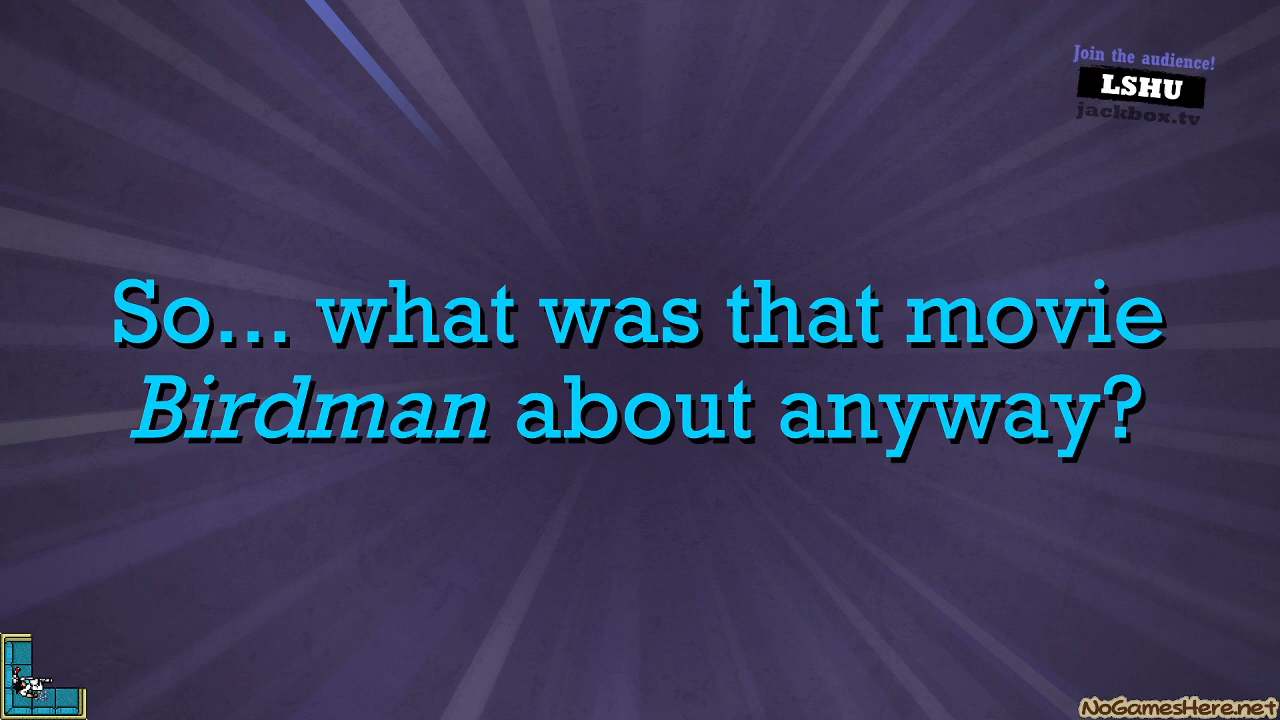 Join the audience!
LSHU
jackbox.tv
So... what was that movie
Birdman about anyway?
NoGamesHere.net